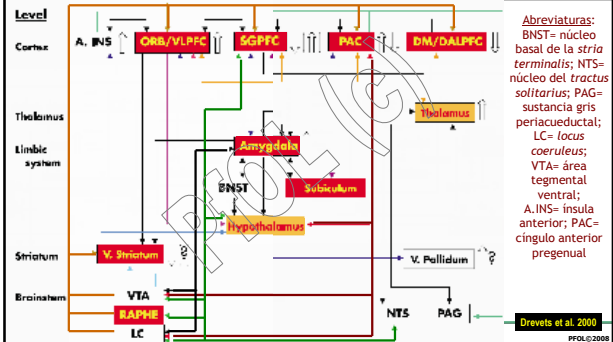 Level
Cortex
A. INS
ORB/VLPFC
SGPFC
PAC
DM/DALPFC
Thalamus
Thalamus
Limbic
system
Amygdala
BNST
Subiculum
Hypothalamus
Striatum
V. Striatum
?
V. Pallidum
?
Brainstem
VTA
RAPHE
LC
NTS
PAG
Abreviaturas:
BNST= núcleo
basal de la stria
terminalis; NTS=
núcleo del tractus
solitarius; PAG=
sustancia gris
periacueductal;
LC= locus
coeruleus;
VTA= área
tegmental
ventral;
A.INS= ínsula
anterior; PAC=
cíngulo anterior
pregenual
Drevets et al. 2000
PFOL©2008
PFOL (C)